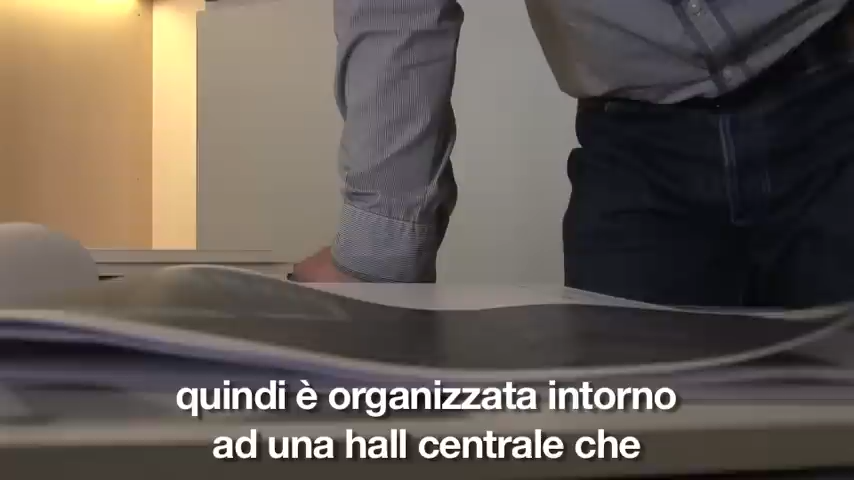 quindi è organizzata intorno
ad una hall centrale che